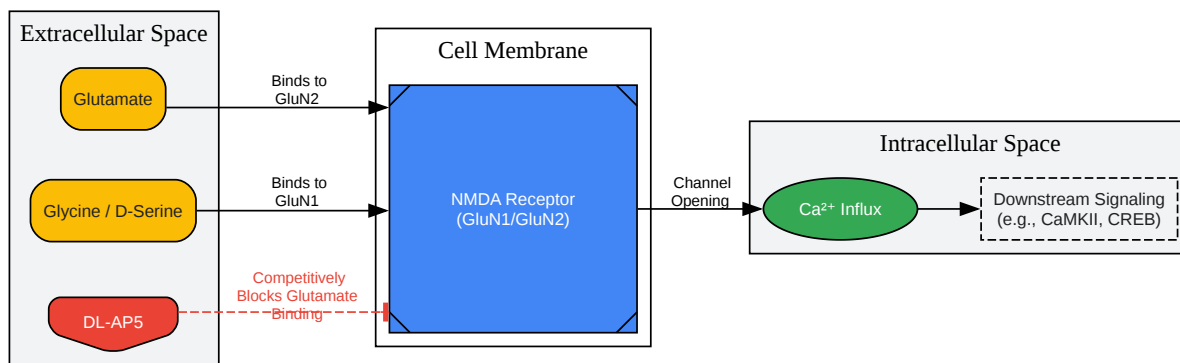 Extracellular Space
Glutamate
Glycine / D-Serine
DL-AP5
Binds to
GluN2
Binds to
GluN1
Competitively
Blocks Glutamate
Binding
Cell Membrane
NMDA Receptor
(GluN1/GluN2)
Channel
Opening
Intracellular Space
Ca²⁺ Influx
Downstream Signaling
(e.g., CaMKII, CREB)